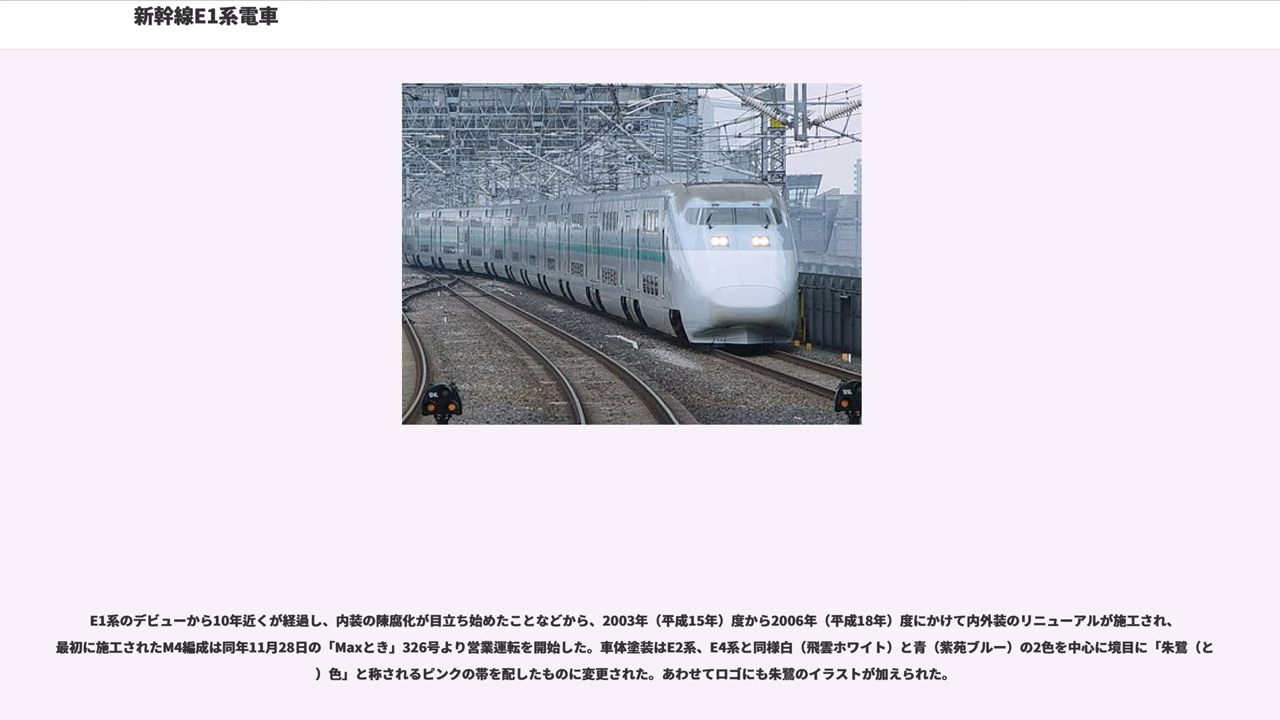 新幹線E1系電車
E1系のデビューから10年近くが経過し、内装の陳腐化が目立ち始めたことなどから、2003年（平成15年）度から2006年（平成18年）度にかけて内外装のリニューアルが施工され、
最初に施工されたM4編成は同年11月28日の「Maxとき」326号より営業運転を開始した。車体塗装はE2系、E4系と同様白（飛雲ホワイト）と青（紫苑ブルー）の2色を中心に境目に「朱鷺（と
）色」と称されるピンクの帯を配したものに変更された。あわせてロゴにも朱鷺のイラストが加えられた。